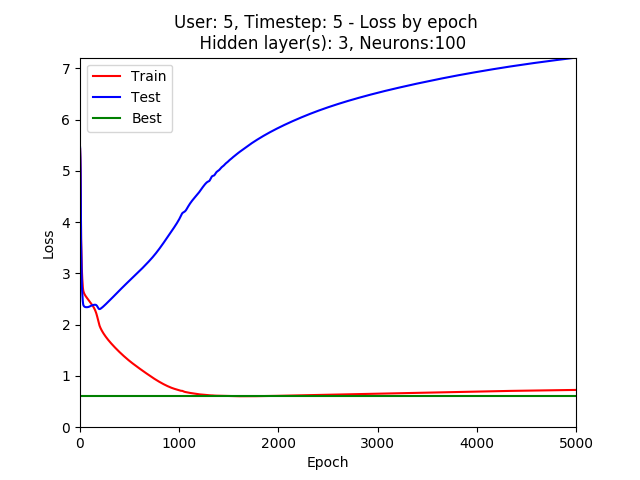 User: 5, Timestep: 5 - Loss by epoch
Hidden layer(s): 3, Neurons:100
Train
Test
Best
7
6
5
4
3
2
1
0
Loss
0 1000 2000 3000 4000 5000
Epoch